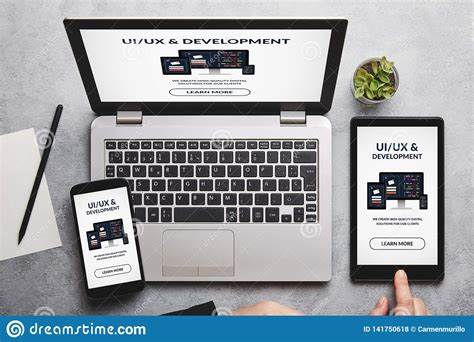 UI/UX & DEVELOPMENT
WE CREATE HIGH QUALITY DIGITAL
SOLUTIONS FOR OUR CLIENTS
LEARN MORE
UI/UX &
DEVELOPMENT
WE CREATE HIGH QUALITY DIGITAL
SOLUTIONS FOR OUR CLIENTS
LEARN MORE
UI/UX &
DEVELOPMENT
LEARN MORE
dreamstime.com
ID 141750618 © Carmenmurillo